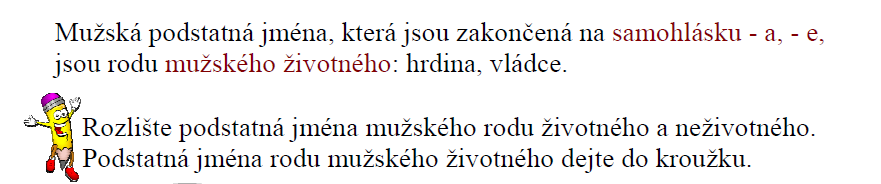 Mužská podstatná jména, která jsou zakončená na samohlásku - a, - e,
jsou rodu mužského životného: hrdina, vládce.
Rozlište podstatná jména mužského rodu životného a neživotného.
Podstatná jména rodu mužského životného dejte do kroužku.